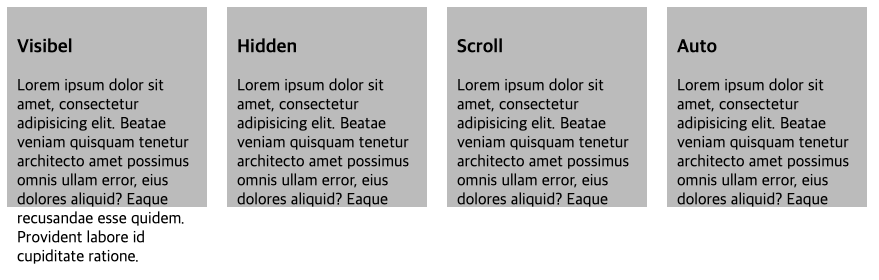 Visibel
Lorem ipsum dolor sit
amet, consectetur
adipisicing elit. Beatae
veniam quisquam tenetur
architecto amet possimus
omnis ullam error, eius
dolores aliquid? Eaque
recusandae esse quidem.
Provident labore id
cupiditate ratione.
Hidden
Lorem ipsum dolor sit
amet, consectetur
adipisicing elit. Beatae
veniam quisquam tenetur
architecto amet possimus
omnis ullam error, eius
dolores aliquid? Eaque
Scroll
Lorem ipsum dolor sit
amet, consectetur
adipisicing elit. Beatae
veniam quisquam tenetur
architecto amet possimus
omnis ullam error, eius
dolores aliquid? Eaque
Auto
Lorem ipsum dolor sit
amet, consectetur
adipisicing elit. Beatae
veniam quisquam tenetur
architecto amet possimus
omnis ullam error, eius
dolores aliquid? Eaque